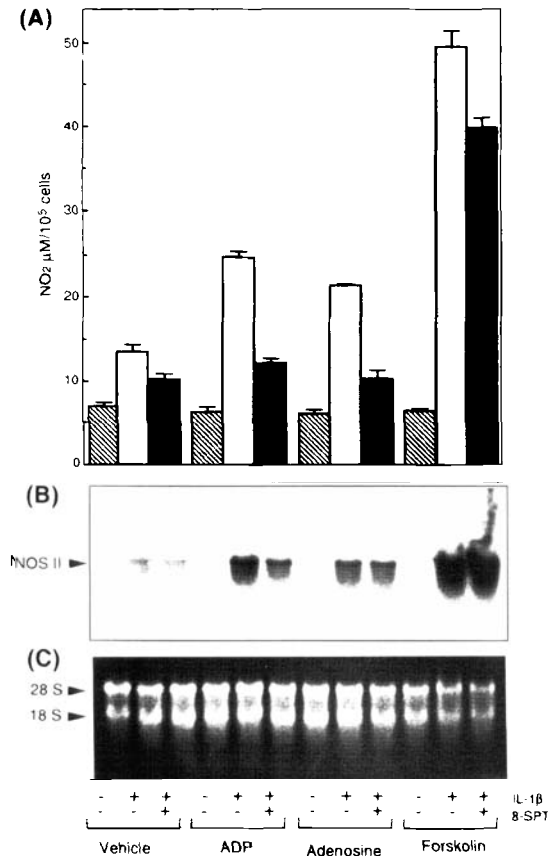 (A)
50
40
30
20
10
0
NO2 μM/10⁵ cells
(B)
NOS II
(C)
28 S
18 S
- + + - + + - + + - + + IL-1β
- - + - - + - - + - - + 8-SPT
Vehicle ADP Adenosine Forskolin